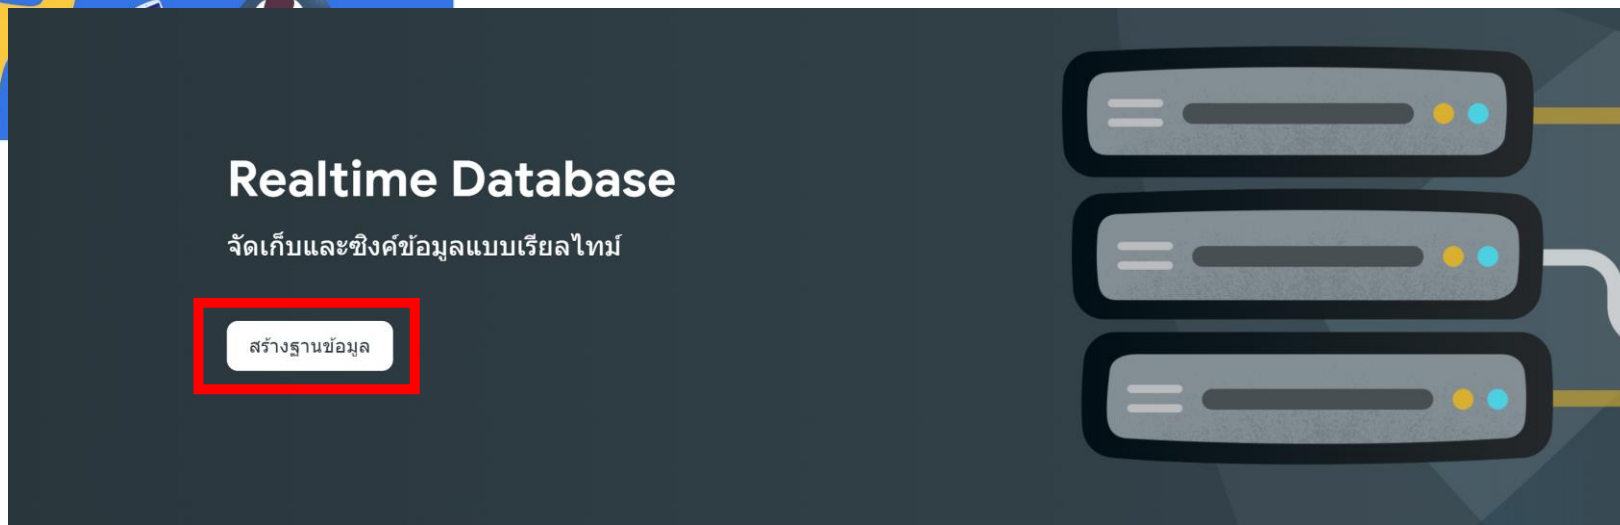 Realtime Database
จัดเก็บและซิงค์ข้อมูลแบบเรียลไทม์
สร้างฐานข้อมูล